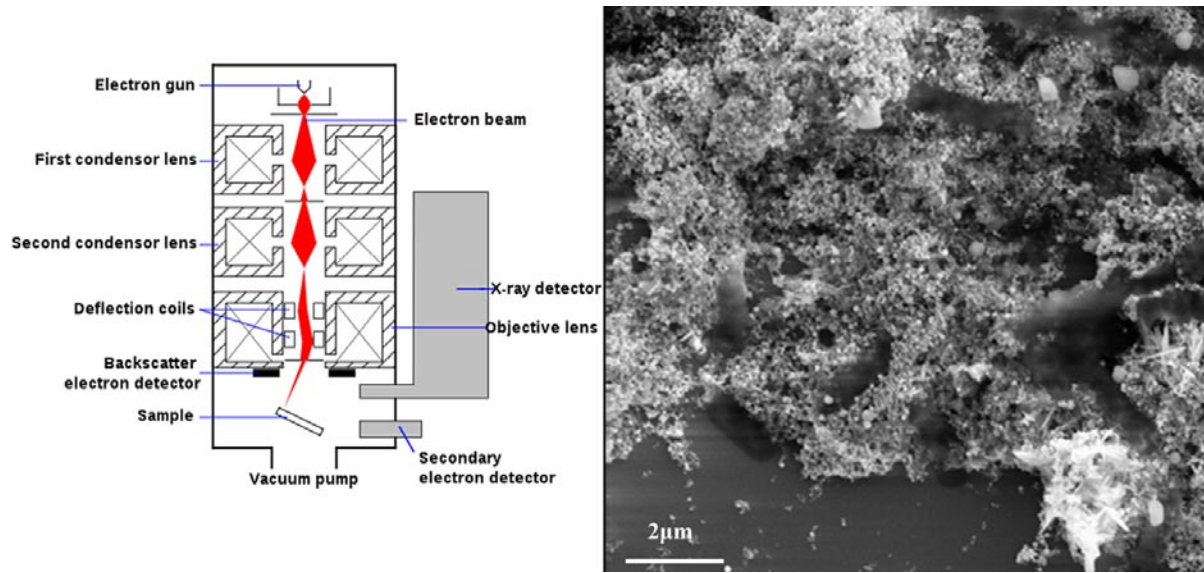 Electron gun
Electron beam
First condensor lens
Second condensor lens
X-ray detector
Deflection coils
Objective lens
Backscatter
electron detector
Sample
Secondary
electron detector
Vacuum pump
2μm